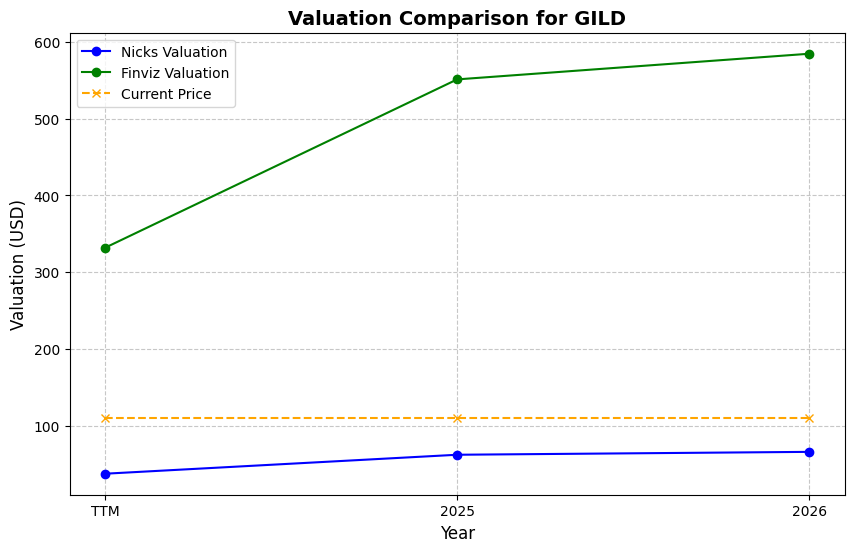 Valuation Comparison for GILD
Nicks Valuation
Finviz Valuation
Current Price
Valuation (USD)
600
500
400
300
200
100
TTM
2025
2026
Year